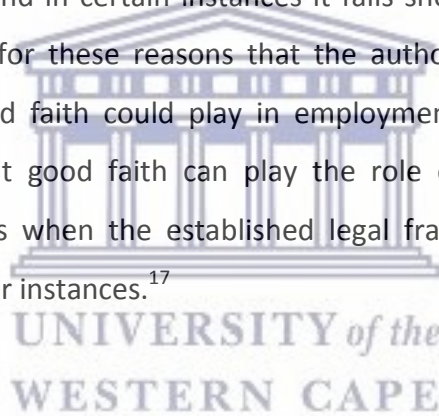 nd in certain instances it falls sho
for these reasons that the autho
d faith could play in employmen
t good faith can play the role o
s when the established legal fra
r instances.17
UNIVERSITY of the
WESTERN CAPE